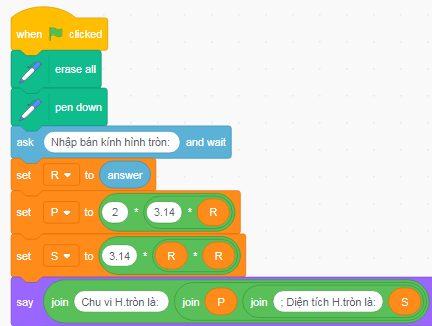 when clicked
erase all
pen down
ask Nhập bán kính hình tròn: and wait
set R to answer
set P to 2 * 3.14 * R
set S to 3.14 * R * R
say join Chu vi H.tròn là: join P join ; Diện tích H.tròn là: S